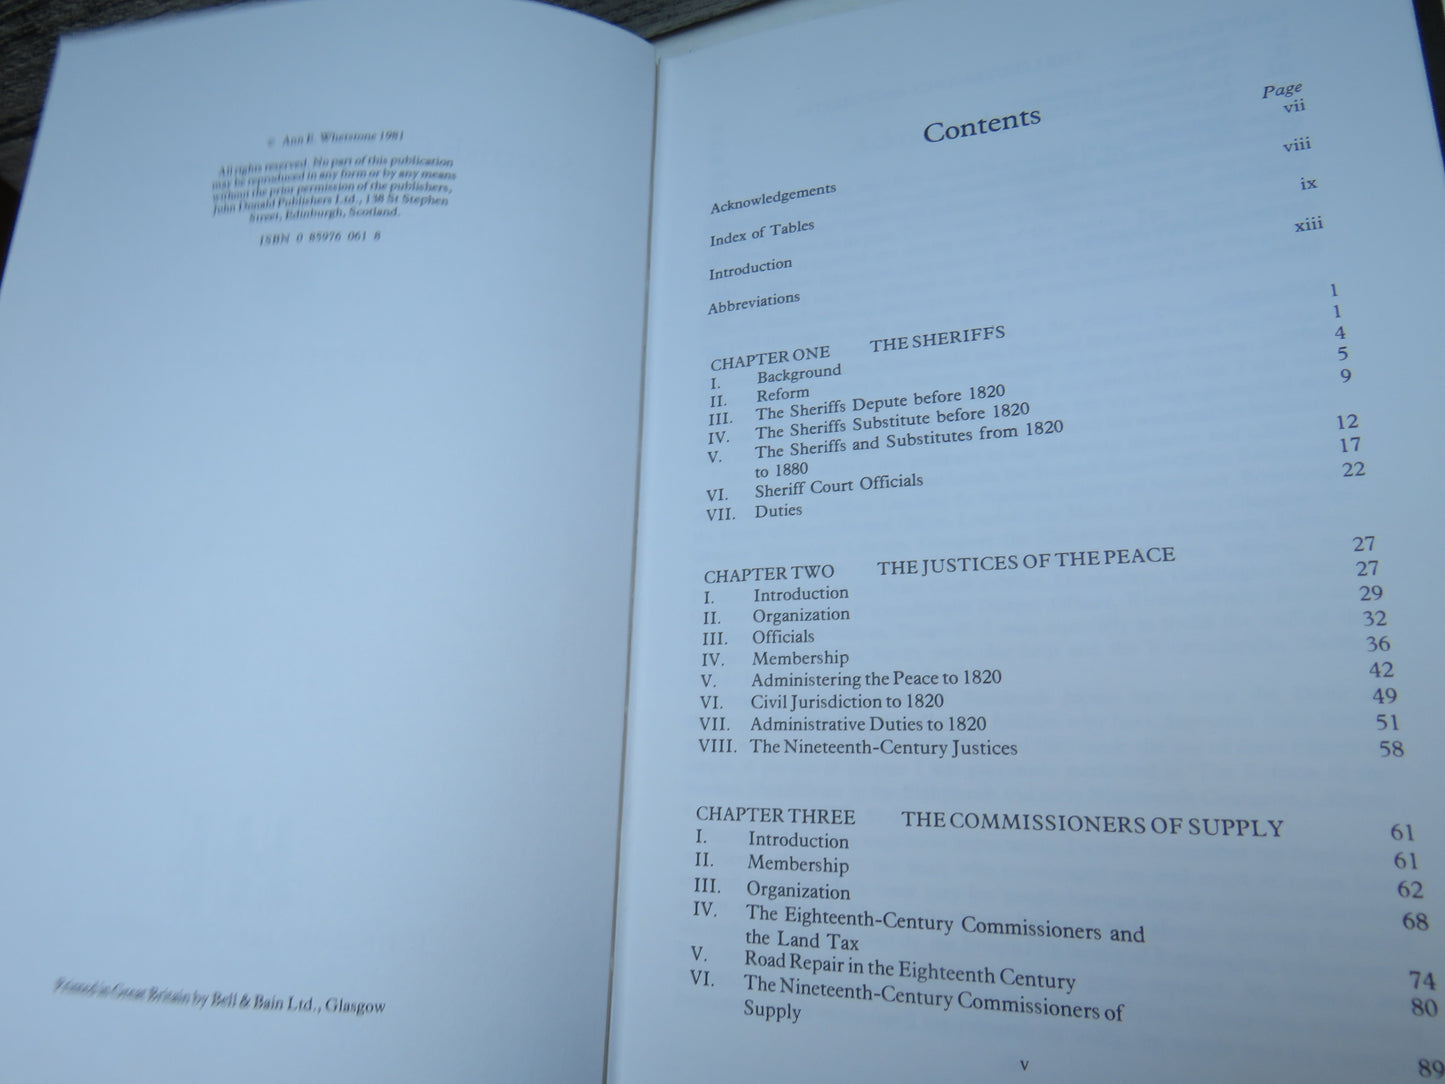 © Ann E. Whetstone 1981
All rights reserved. No part of this publication
may be reproduced in any form or by any means
without the prior permission of the publishers,
John Donald Publishers Ltd., 138 St Stephen
Street, Edinburgh, Scotland.
ISBN 0 85976 061 8
Printed in Great Britain by Bell & Bain Ltd., Glasgow
Contents
Page
Acknowledgements vii
Index of Tables viii
Introduction ix
Abbreviations xiii
CHAPTER ONE THE SHERIFFS 1
I. Background 1
II. Reform 4
III. The Sheriffs Depute before 1820 5
IV. The Sheriffs Substitute before 1820 9
V. The Sheriffs and Substitutes from 1820
to 1880 12
VI. Sheriff Court Officials 17
VII. Duties 22
CHAPTER TWO THE JUSTICES OF THE PEACE 27
I. Introduction 27
II. Organization 29
III. Officials 32
IV. Membership 36
V. Administering the Peace to 1820 42
VI. Civil Jurisdiction to 1820 49
VII. Administrative Duties to 1820 51
VIII. The Nineteenth-Century Justices 58
CHAPTER THREE THE COMMISSIONERS OF SUPPLY 61
I. Introduction 61
II. Membership 62
III. Organization 68
IV. The Eighteenth-Century Commissioners and
the Land Tax 74
V. Road Repair in the Eighteenth Century 80
VI. The Nineteenth-Century Commissioners of
Supply 89
v